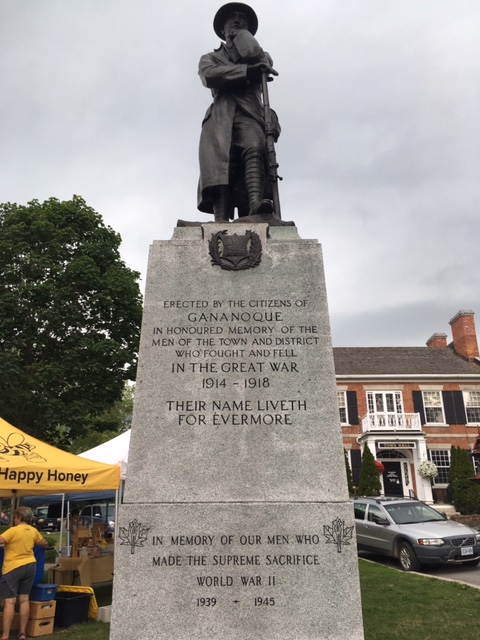 ERECTED BY THE CITIZENS OF
GANANOQUE
IN HONOURED MEMORY OF THE
MEN OF THE TOWN AND DISTRICT
WHO FOUGHT AND FELL
IN THE GREAT WAR
1914 - 1918
THEIR NAME LIVETH
FOR EVERMORE
IN MEMORY OF OUR MEN WHO
MADE THE SUPREME SACRIFICE
WORLD WAR II
1939 - 1945
Happy Honey
TOWN HALL